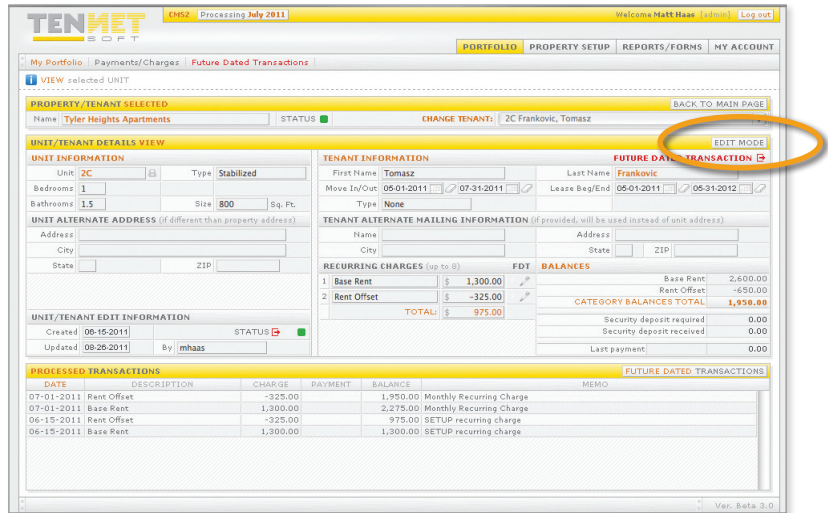 TENNET SOFT
CMS2 Processing July 2011 Welcome Matt Haas [admin] Log out
PORTFOLIO PROPERTY SETUP REPORTS/FORMS MY ACCOUNT
My Portfolio Payments/Charges Future Dated Transactions
i VIEW selected UNIT
PROPERTY/TENANT SELECTED BACK TO MAIN PAGE
Name Tyler Heights Apartments STATUS CHANGE TENANT: 2C Frankovic, Tomasz
UNIT/TENANT DETAILS VIEW EDIT MODE
UNIT INFORMATION
Unit 2C Type Stabilized
Bedrooms 1
Bathrooms 1.5 Size 800 Sq. Ft.
UNIT ALTERNATE ADDRESS (if different than property address)
Address
City
State ZIP
UNIT/TENANT EDIT INFORMATION
Created 06-15-2011 STATUS
Updated 08-26-2011 By mhaas
TENANT INFORMATION FUTURE DATED TRANSACTION
First Name Tomasz Last Name Frankovic
Move In/Out 06-01-2011 07-31-2011 Lease Beg/End 06-01-2011 05-31-2012
Type None
TENANT ALTERNATE MAILING INFORMATION (if provided, will be used instead of unit address)
Name Address
City State ZIP
RECURRING CHARGES (up to 8) FDT
1 Base Rent $ 1,300.00
2 Rent Offset $ -325.00
TOTAL: $ 975.00
BALANCES
Base Rent 2,600.00
Rent Offset -650.00
CATEGORY BALANCES TOTAL 1,950.00
Security deposit required 0.00
Security deposit received 0.00
Last payment 0.00
PROCESSED TRANSACTIONS FUTURE DATED TRANSACTIONS
DATE DESCRIPTION CHARGE PAYMENT BALANCE MEMO
07-01-2011 Rent Offset -325.00 1,950.00 Monthly Recurring Charge
07-01-2011 Base Rent 1,300.00 2,275.00 Monthly Recurring Charge
06-15-2011 Rent Offset -325.00 975.00 SETUP recurring charge
06-15-2011 Base Rent 1,300.00 1,300.00 SETUP recurring charge
Ver. Beta 3.0